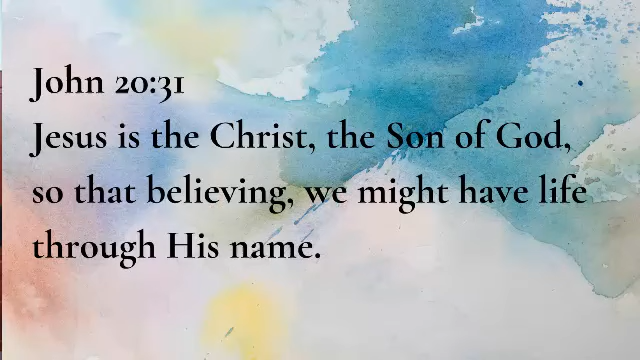 John 20:31
Jesus is the Christ, the Son of God,
so that believing, we might have life
through His name.